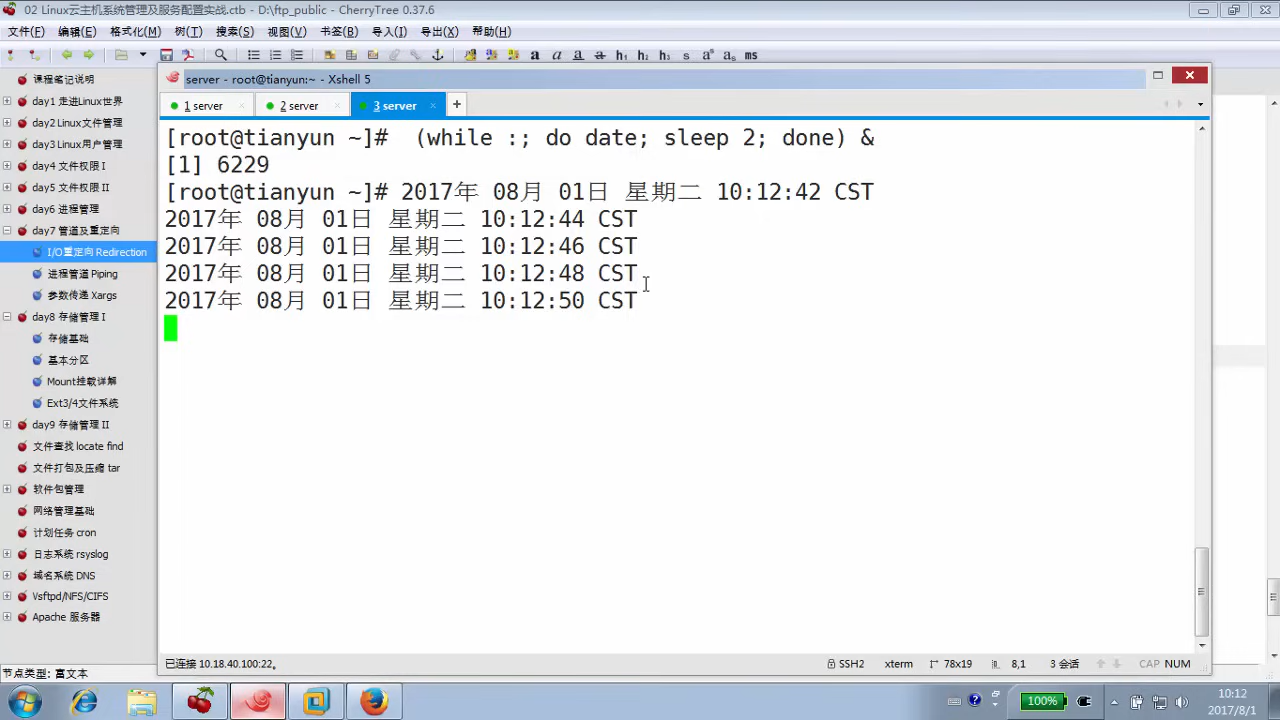 02 Linux云主机系统管理及服务配置实战.ctb - D:\ftp_public - CherryTree 0.37.6
文件(F) 编辑(E) 格式化(M) 树(T) 搜索(S) 视图(V) 书签(B) 导入(I) 导出(X) 帮助(H)
a a a a h1 h2 h3 s aª as ms
课程笔记说明
day1 走进Linux世界
day2 Linux文件管理
day3 Linux用户管理
day4 文件权限 I
day5 文件权限 II
day6 进程管理
day7 管道及重定向
I/O重定向 Redirection
进程管道 Piping
参数传递 Xargs
day8 存储管理 I
存储基础
基本分区
Mount挂载详解
Ext3/4文件系统
day9 存储管理 II
文件查找 locate find
文件打包及压缩 tar
软件包管理
网络管理基础
计划任务 cron
日志系统 rsyslog
域名系统 DNS
Vsftpd/NFS/CIFS
Apache 服务器
节点类型: 富文本
server - root@tianyun:~ - Xshell 5
1 server 2 server 3 server
[root@tianyun ~]#  (while :; do date; sleep 2; done) &
[1] 6229
[root@tianyun ~]# 2017年 08月 01日 星期二 10:12:42 CST
2017年 08月 01日 星期二 10:12:44 CST
2017年 08月 01日 星期二 10:12:46 CST
2017年 08月 01日 星期二 10:12:48 CST
2017年 08月 01日 星期二 10:12:50 CST
已连接 10.18.40.100:22。 SSH2 xterm 78x19 8,1 3 会话 CAP NUM
100%
10:12
2017/8/1